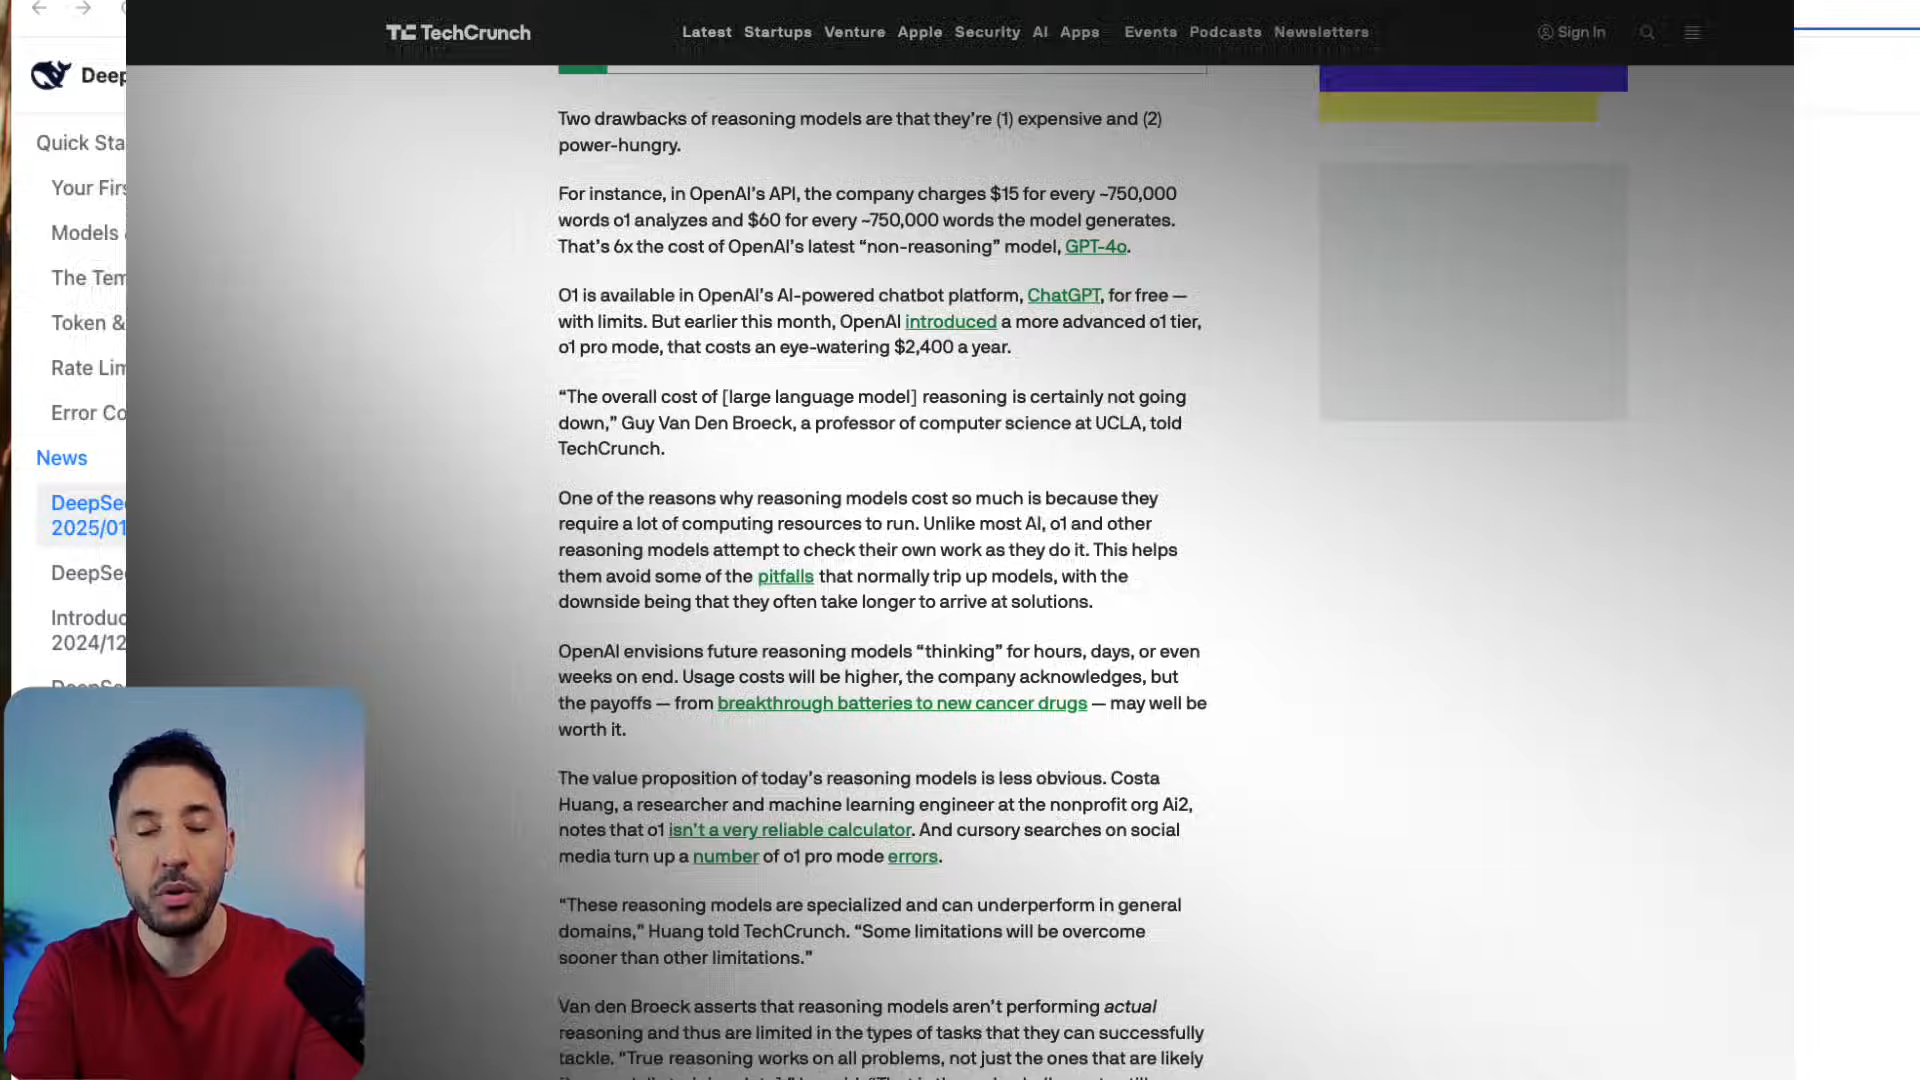 TechCrunch
Latest Startups Venture Apple Security AI Apps Events Podcasts Newsletters
Sign In
Quick
Your
Models
The
Token &
Rate
Error
News
2025/01
2024/12
Two drawbacks of reasoning models are that they’re (1) expensive and (2)
power-hungry.
For instance, in OpenAI’s API, the company charges $15 for every ~750,000
words o1 analyzes and $60 for every ~750,000 words the model generates.
That’s 6x the cost of OpenAI’s latest “non-reasoning” model, GPT-4o.
O1 is available in OpenAI’s AI-powered chatbot platform, ChatGPT, for free —
with limits. But earlier this month, OpenAI introduced a more advanced o1 tier,
o1 pro mode, that costs an eye-watering $2,400 a year.
“The overall cost of [large language model] reasoning is certainly not going
down,” Guy Van Den Broeck, a professor of computer science at UCLA, told
TechCrunch.
One of the reasons why reasoning models cost so much is because they
require a lot of computing resources to run. Unlike most AI, o1 and other
reasoning models attempt to check their own work as they do it. This helps
them avoid some of the pitfalls that normally trip up models, with the
downside being that they often take longer to arrive at solutions.
OpenAI envisions future reasoning models “thinking” for hours, days, or even
weeks on end. Usage costs will be higher, the company acknowledges, but
the payoffs — from breakthrough batteries to new cancer drugs — may well be
worth it.
The value proposition of today’s reasoning models is less obvious. Costa
Huang, a researcher and machine learning engineer at the nonprofit org Ai2,
notes that o1 isn’t a very reliable calculator. And cursory searches on social
media turn up a number of o1 pro mode errors.
“These reasoning models are specialized and can underperform in general
domains,” Huang told TechCrunch. “Some limitations will be overcome
sooner than other limitations.”
Van den Broeck asserts that reasoning models aren’t performing actual
reasoning and thus are limited in the types of tasks that they can successfully
tackle. “True reasoning works on all problems, not just the ones that are likely